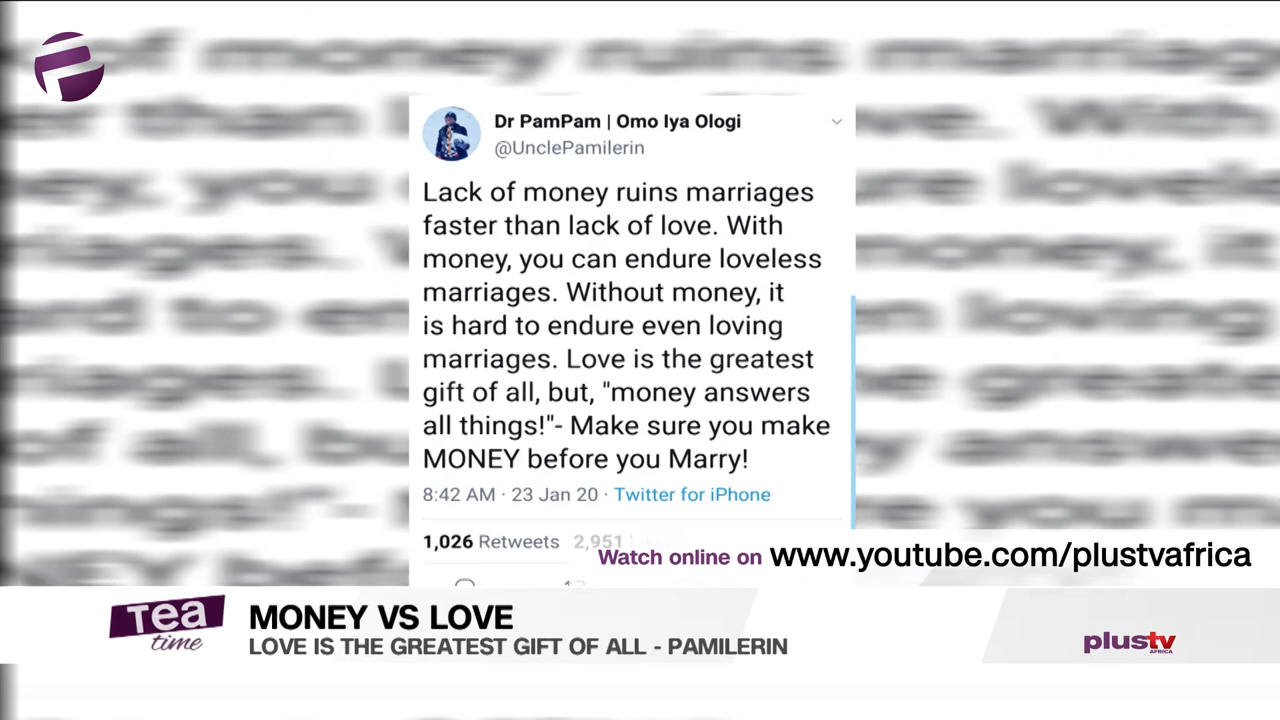 Dr PamPam | Omo Iya Ologi
@UnclePamilerin
Lack of money ruins marriages
faster than lack of love. With
money, you can endure loveless
marriages. Without money, it
is hard to endure even loving
marriages. Love is the greatest
gift of all, but, "money answers
all things!"- Make sure you make
MONEY before you Marry!
8:42 AM · 23 Jan 20 · Twitter for iPhone
1,026 Retweets 2,951
Watch online on www.youtube.com/plustvafrica
Tea
time
MONEY VS LOVE
LOVE IS THE GREATEST GIFT OF ALL - PAMILERIN
plustv
AFRICA